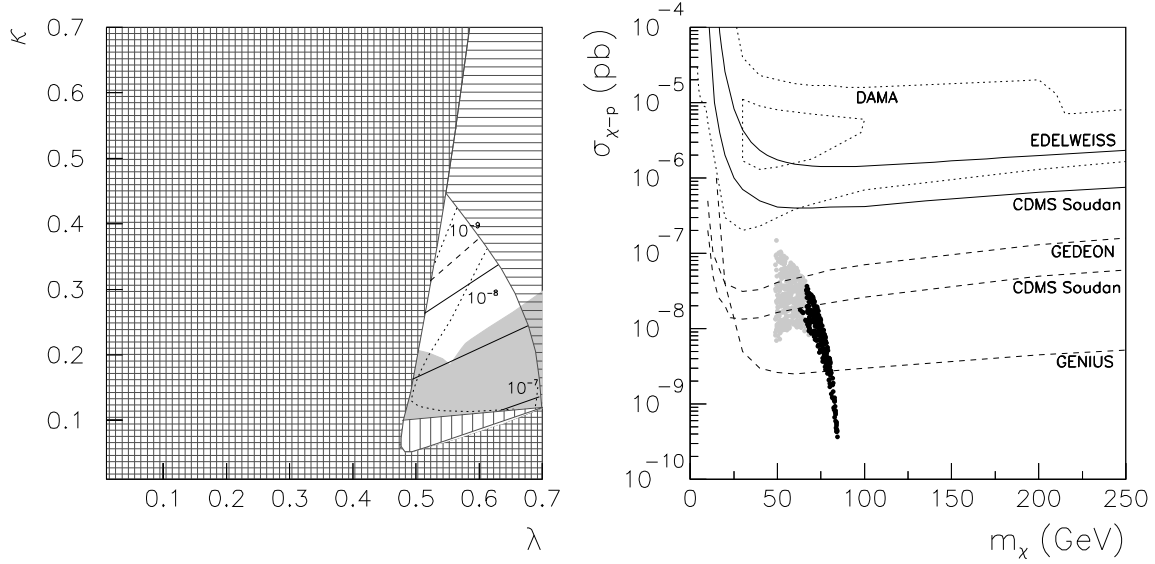 κ
0.7
0.6
0.5
0.4
0.3
0.2
0.1
10⁻⁹
10⁻⁸
10⁻⁷
0.1 0.2 0.3 0.4 0.5 0.6 0.7
λ
σχ−p (pb)
10⁻⁴
10⁻⁵
10⁻⁶
10⁻⁷
10⁻⁸
10⁻⁹
10⁻¹⁰
DAMA
EDELWEISS
CDMS Soudan
GEDEON
CDMS Soudan
GENIUS
0 50 100 150 200 250
mχ (GeV)